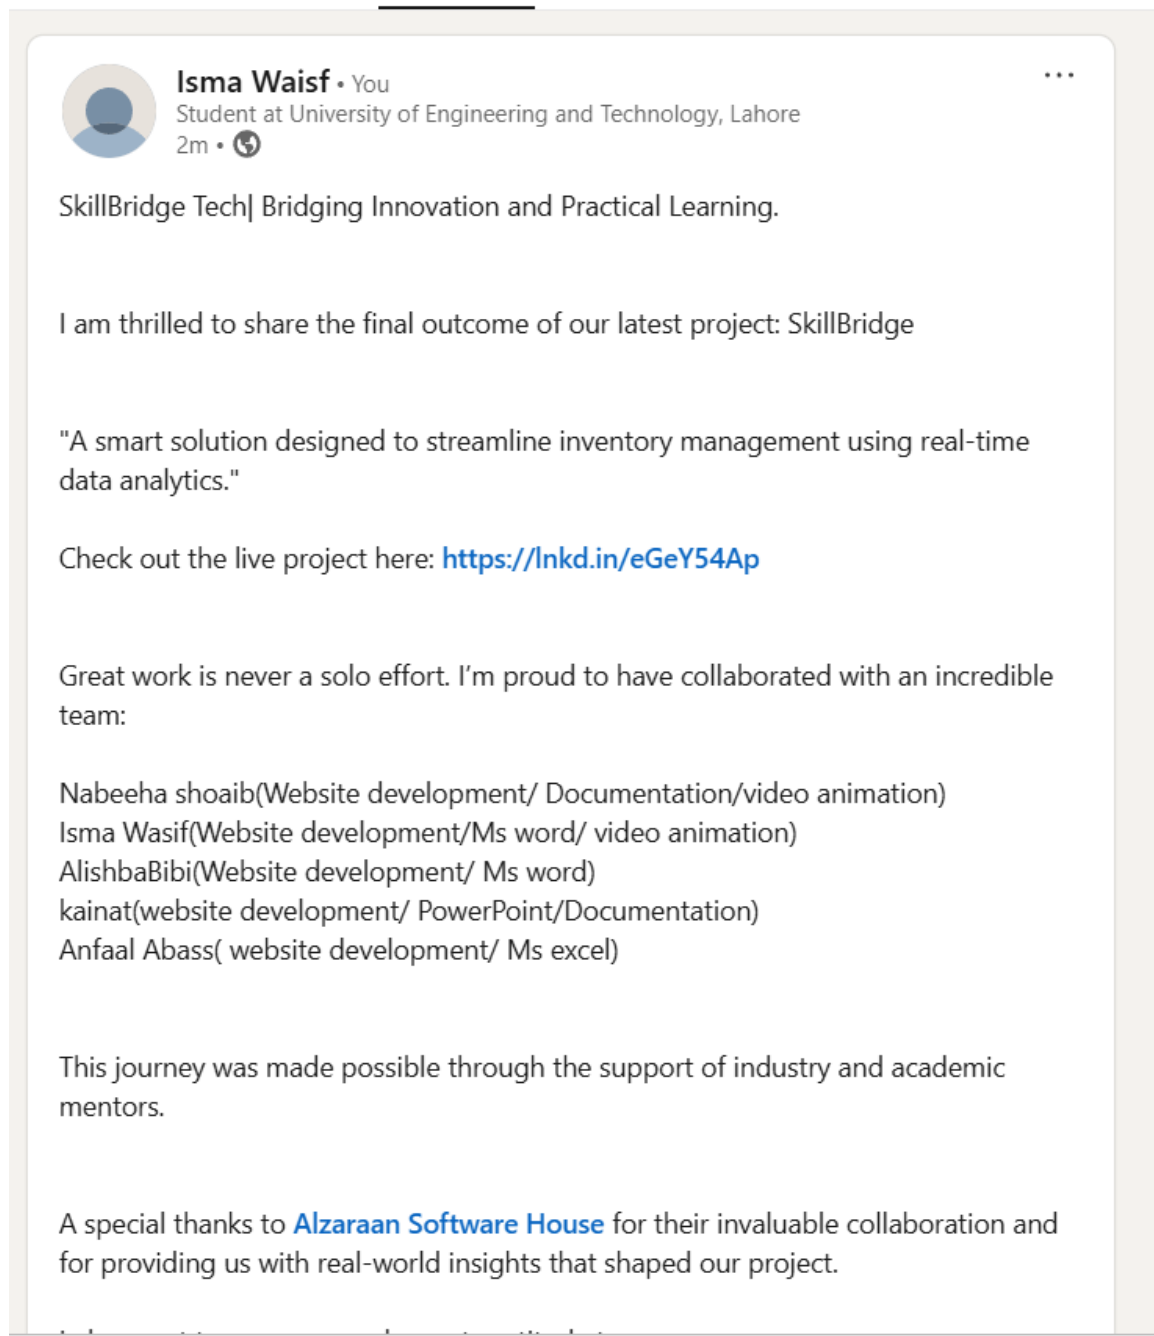 Isma Waisf • You
Student at University of Engineering and Technology, Lahore
2m •
SkillBridge Tech| Bridging Innovation and Practical Learning.
I am thrilled to share the final outcome of our latest project: SkillBridge
"A smart solution designed to streamline inventory management using real-time
data analytics."
Check out the live project here: https://lnkd.in/eGeY54Ap
Great work is never a solo effort. I’m proud to have collaborated with an incredible
team:
Nabeeha shoaib(Website development/ Documentation/video animation)
Isma Wasif(Website development/Ms word/ video animation)
AlishbaBibi(Website development/ Ms word)
kainat(website development/ PowerPoint/Documentation)
Anfaal Abass( website development/ Ms excel)
This journey was made possible through the support of industry and academic
mentors.
A special thanks to Alzaraan Software House for their invaluable collaboration and
for providing us with real-world insights that shaped our project.